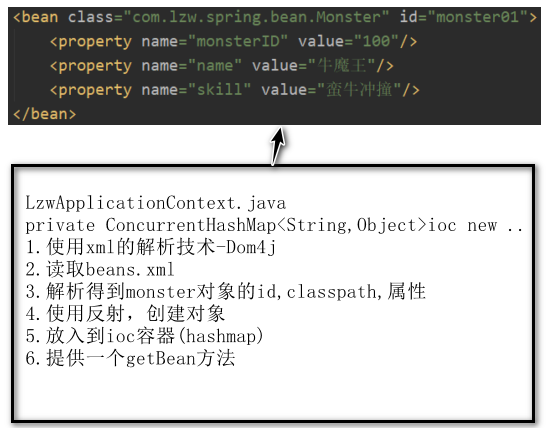 <bean class="com.lzw.spring.bean.Monster" id="monster01">
<property name="monsterID" value="100"/>
<property name="name" value="牛魔王"/>
<property name="skill" value="蛮牛冲撞"/>
</bean>
LzwApplicationContext.java
private ConcurrentHashMap<String,Object>ioc new ..
1.使用xml的解析技术-Dom4j
2.读取beans.xml
3.解析得到monster对象的id,classpath,属性
4.使用反射，创建对象
5.放入到ioc容器(hashmap)
6.提供一个getBean方法